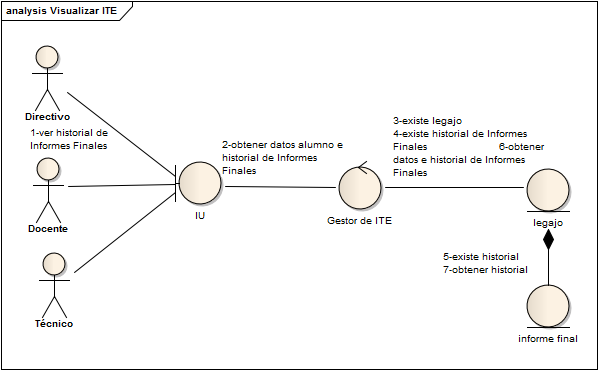 analysis Visualizar ITE
Directivo
1-ver historial de
Informes Finales
Docente
Técnico
IU
2-obtener datos alumno e
historial de Informes
Finales
Gestor de ITE
3-existe legajo
4-existe historial de Informes
Finales 6-obtener
datos e historial de Informes
Finales
legajo
5-existe historial
7-obtener historial
informe final